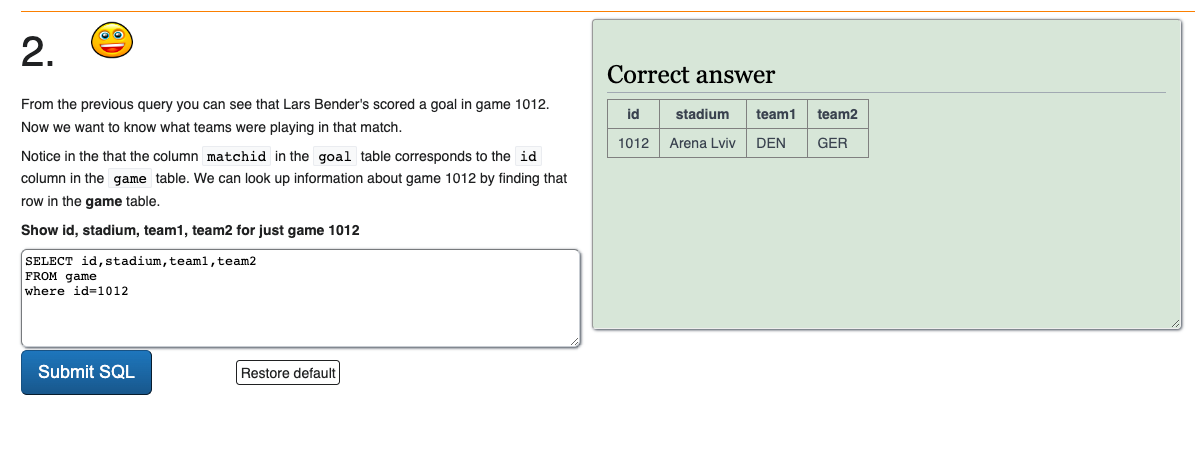 2.
From the previous query you can see that Lars Bender's scored a goal in game 1012.
Now we want to know what teams were playing in that match.
Notice in the that the column matchid in the goal table corresponds to the id
column in the game table. We can look up information about game 1012 by finding that
row in the game table.
Show id, stadium, team1, team2 for just game 1012
SELECT id,stadium,team1,team2
FROM game
where id=1012
Submit SQL
Restore default
Correct answer
id stadium team1 team2
1012 Arena Lviv DEN GER